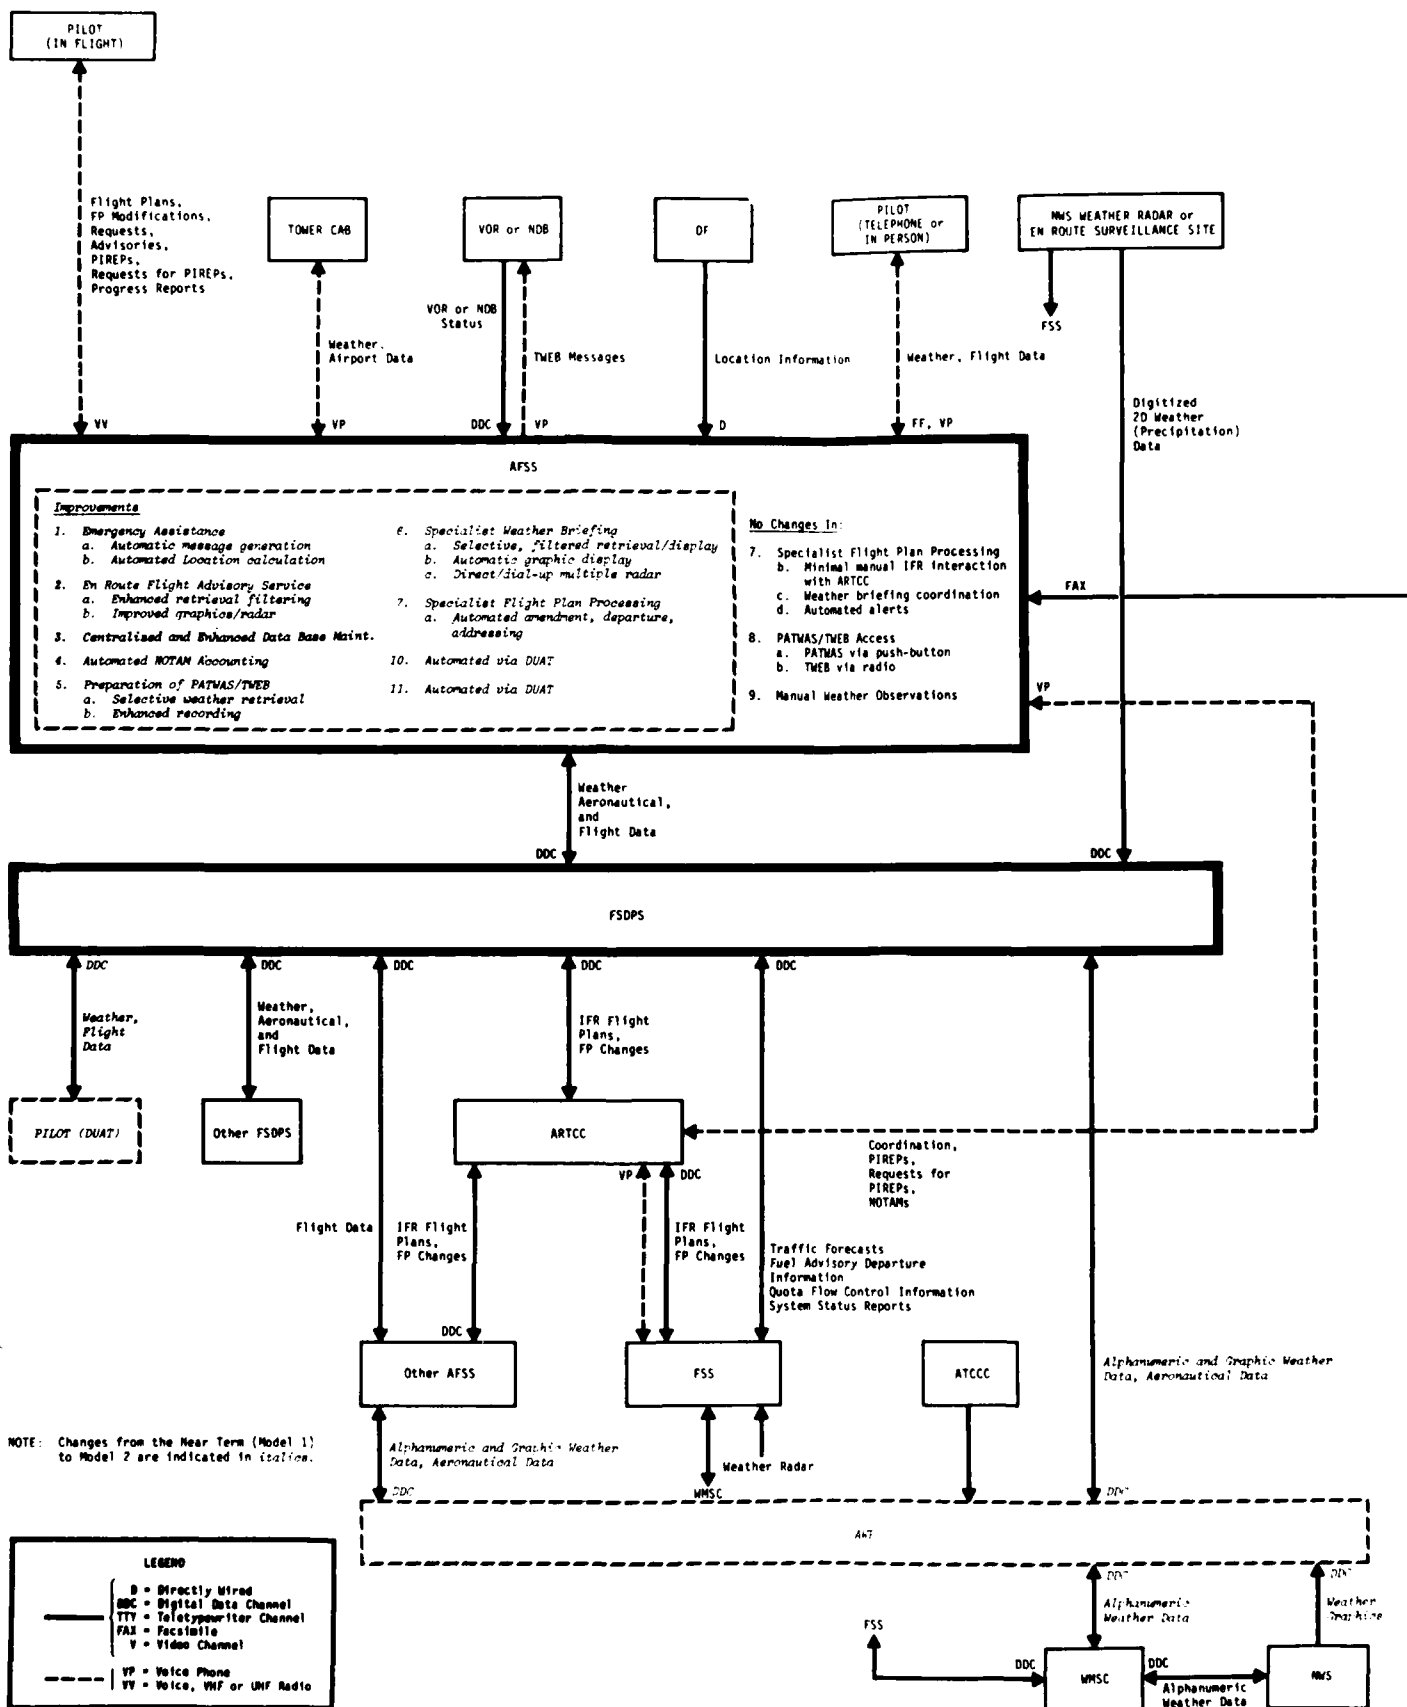 PILOT
(IN FLIGHT)
Flight Plans,
FP Modifications,
Requests,
Advisories,
PIREPs,
Requests for PIREPs,
Progress Reports
VV
TOWER CAB
Weather,
Airport Data
VP
VOR or NDB
VOR or NDB
Status
TWEB Messages
DDC
VP
DF
Location Information
D
PILOT
(TELEPHONE or
IN PERSON)
Weather, Flight Data
FF, VP
NWS WEATHER RADAR or
EN ROUTE SURVEILLANCE SITE
FSS
Digitized
2D Weather
(Precipitation)
Data
AFSS
Improvements
1. Emergency Assistance
a. Automatic message generation
b. Automated Location calculation
2. En Route Flight Advisory Service
a. Enhanced retrieval filtering
b. Improved graphics/radar
3. Centralized and Enhanced Data Base Maint.
4. Automated NOTAM Accounting
5. Preparation of PATWAS/TWEB
a. Selective weather retrieval
b. Enhanced recording
6. Specialist Weather Briefing
a. Selective, filtered retrieval/display
b. Automatic graphic display
c. Direct/dial-up multiple radar
7. Specialist Flight Plan Processing
a. Automated amendment, departure,
addressing
10. Automated via DUAT
11. Automated via DUAT
No Changes In:
7. Specialist Flight Plan Processing
b. Minimal manual IFR interaction
with ARTCC
c. Weather briefing coordination
d. Automated alerts
8. PATWAS/TWEB Access
a. PATWAS via push-button
b. TWEB via radio
9. Manual Weather Observations
FAX
VP
Weather
Aeronautical,
and
Flight Data
DDC
DDC
FSDPS
DDC
DDC
DDC
DDC
DDC
Weather,
Flight
Data
Weather,
Aeronautical,
and
Flight Data
IFR Flight
Plans,
FP Changes
PILOT (DUAT)
Other FSDPS
ARTCC
Coordination,
PIREPs,
Requests for
PIREPs,
NOTAMs
VP
DDC
Flight Data
IFR Flight
Plans,
FP Changes
IFR Flight
Plans,
FP Changes
Traffic Forecasts
Fuel Advisory Departure
Information
Quota Flow Control Information
System Status Reports
DDC
Other AFSS
FSS
ATCCC
Alphanumeric and Graphic Weather
Data, Aeronautical Data
NOTE: Changes from the Near Term (Model 1)
to Model 2 are indicated in italics.
Alphanumeric and Graphic Weather
Data, Aeronautical Data
Weather Radar
DDC
WMSC
DDC
LEGEND
D = Directly Wired
DDC = Digital Data Channel
TTY = Teletypewriter Channel
FAX = Facsimile
V = Video Channel
VP = Voice Phone
VV = Voice, VHF or UHF Radio
DDC
DDC
Alphanumeric
Weather Data
Weather
Graphics
FSS
DDC
WMSC
DDC
Alphanumeric
Weather Data
NWS